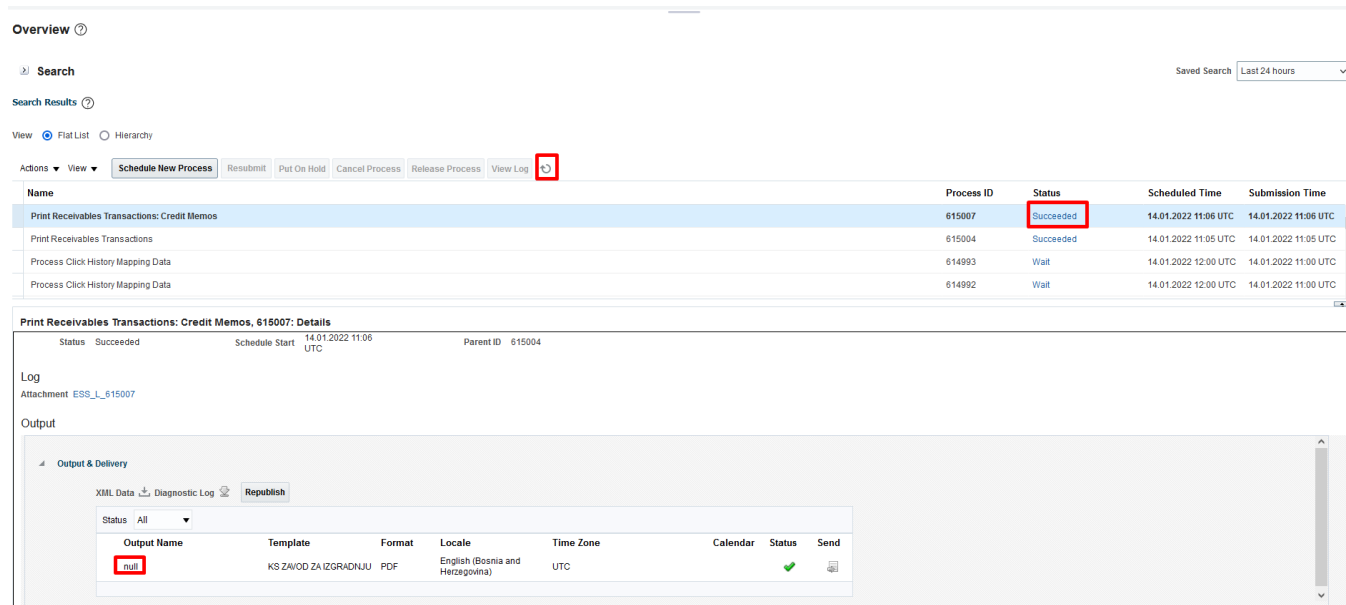 Overview
Search
Saved Search Last 24 hours
Search Results
View Flat List Hierarchy
Actions View Schedule New Process Resubmit Put On Hold Cancel Process Release Process View Log
Name Process ID Status Scheduled Time Submission Time
Print Receivables Transactions: Credit Memos 615007 Succeeded 14.01.2022 11:06 UTC 14.01.2022 11:06 UTC
Print Receivables Transactions 615004 Succeeded 14.01.2022 11:05 UTC 14.01.2022 11:05 UTC
Process Click History Mapping Data 614993 Wait 14.01.2022 12:00 UTC 14.01.2022 11:00 UTC
Process Click History Mapping Data 614992 Wait 14.01.2022 12:00 UTC 14.01.2022 11:00 UTC
Print Receivables Transactions: Credit Memos, 615007: Details
Status Succeeded Schedule Start 14.01.2022 11:06 Parent ID 615004
UTC
Log
Attachment ESS_L_615007
Output
Output & Delivery
XML Data Diagnostic Log Republish
Status All
Output Name Template Format Locale Time Zone Calendar Status Send
null KS ZAVOD ZA IZGRADNJU PDF English (Bosnia and UTC
Herzegovina)